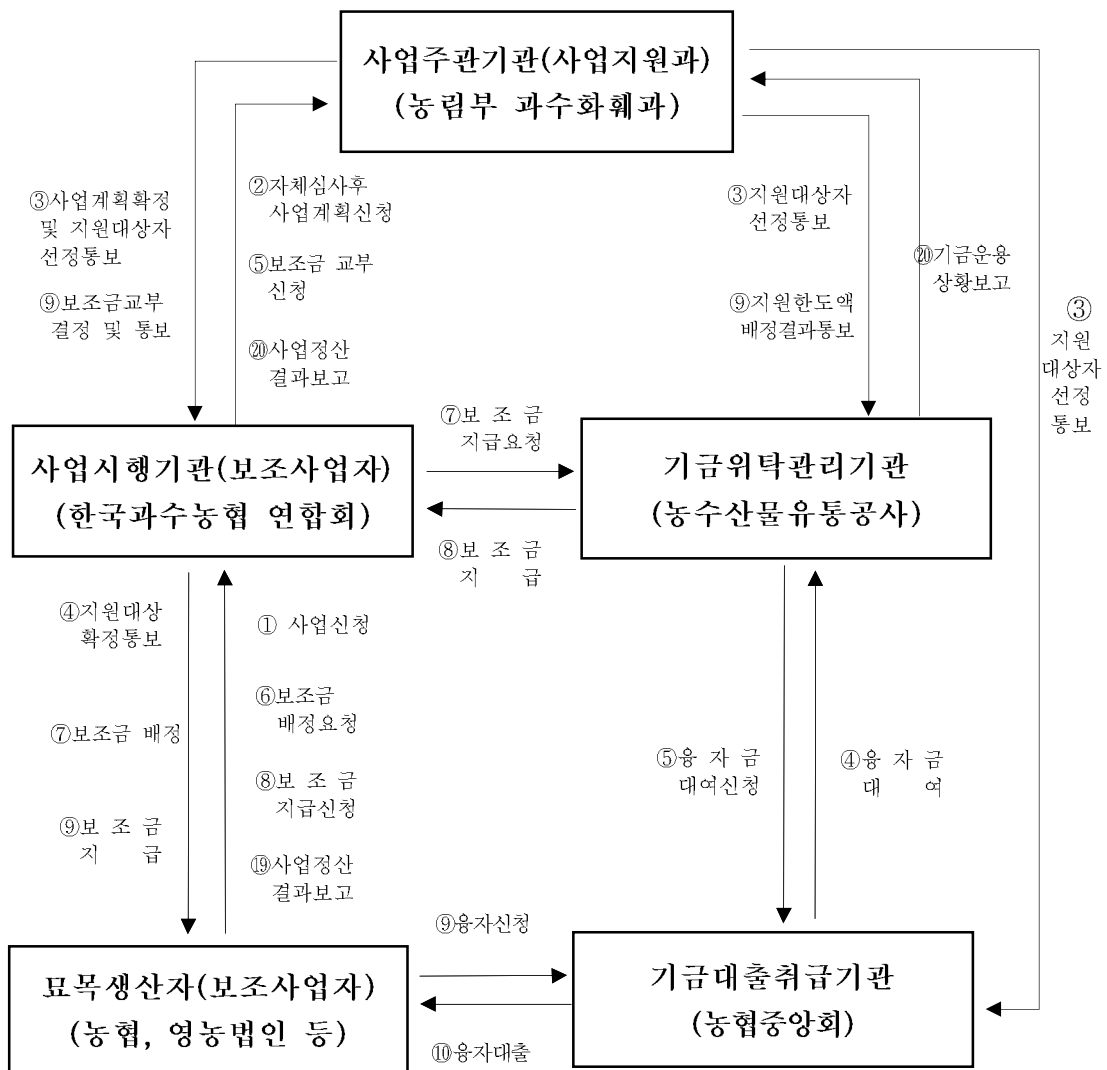 사업주관기관(사업지원과)
(농림부 과수화훼과)
③사업계획확정
및 지원대상자
선정통보
⑨보조금교부
결정 및 통보
②자체심사후
사업계획신청
⑤보조금 교부
신청
⑳사업정산
결과보고
③지원대상자
선정통보
⑨지원한도액
배정결과통보
⑳기금운용
상황보고
③
지원
대상자
선정
통보
사업시행기관(보조사업자)
(한국과수농협 연합회)
⑦보 조 금
지급요청
⑧보 조 금
지 급
기금위탁관리기관
(농수산물유통공사)
④지원대상
확정통보
⑦보조금 배정
⑨보 조 금
지 급
① 사업신청
⑥보조금
배정요청
⑧보 조 금
지급신청
⑲사업정산
결과보고
⑤융 자 금
대여신청
④융 자 금
대 여
묘목생산자(보조사업자)
(농협, 영농법인 등)
⑨융자신청
⑩융자대출
기금대출취급기관
(농협중앙회)